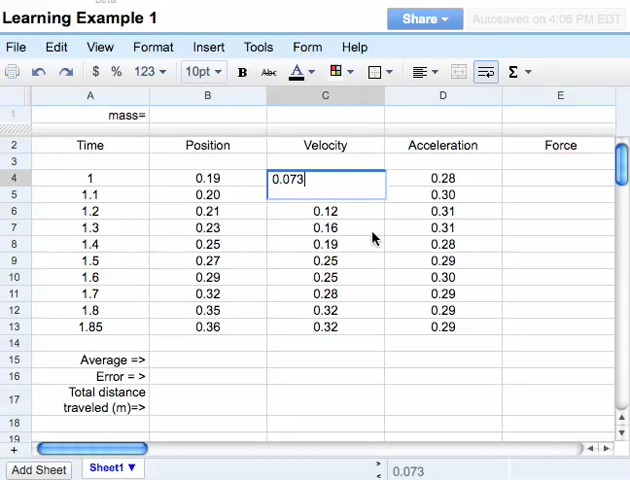 beta
Learning Example 1
Share
Autosaved on 4:06 PM EDT
File Edit View Format Insert Tools Form Help
$ % 123 10pt B Abc A Σ
A B C D E
1 mass=
2 Time Position Velocity Acceleration Force
3
4 1 0.19 0.073 0.28
5 1.1 0.20 0.30
6 1.2 0.21 0.12 0.31
7 1.3 0.23 0.16 0.31
8 1.4 0.25 0.19 0.28
9 1.5 0.27 0.25 0.29
10 1.6 0.29 0.25 0.30
11 1.7 0.32 0.28 0.29
12 1.8 0.35 0.32 0.29
13 1.85 0.36 0.32 0.29
14
15 Average =>
16 Error = >
17 Total distance
traveled (m)=>
18
19
+
Add Sheet Sheet1 0.073